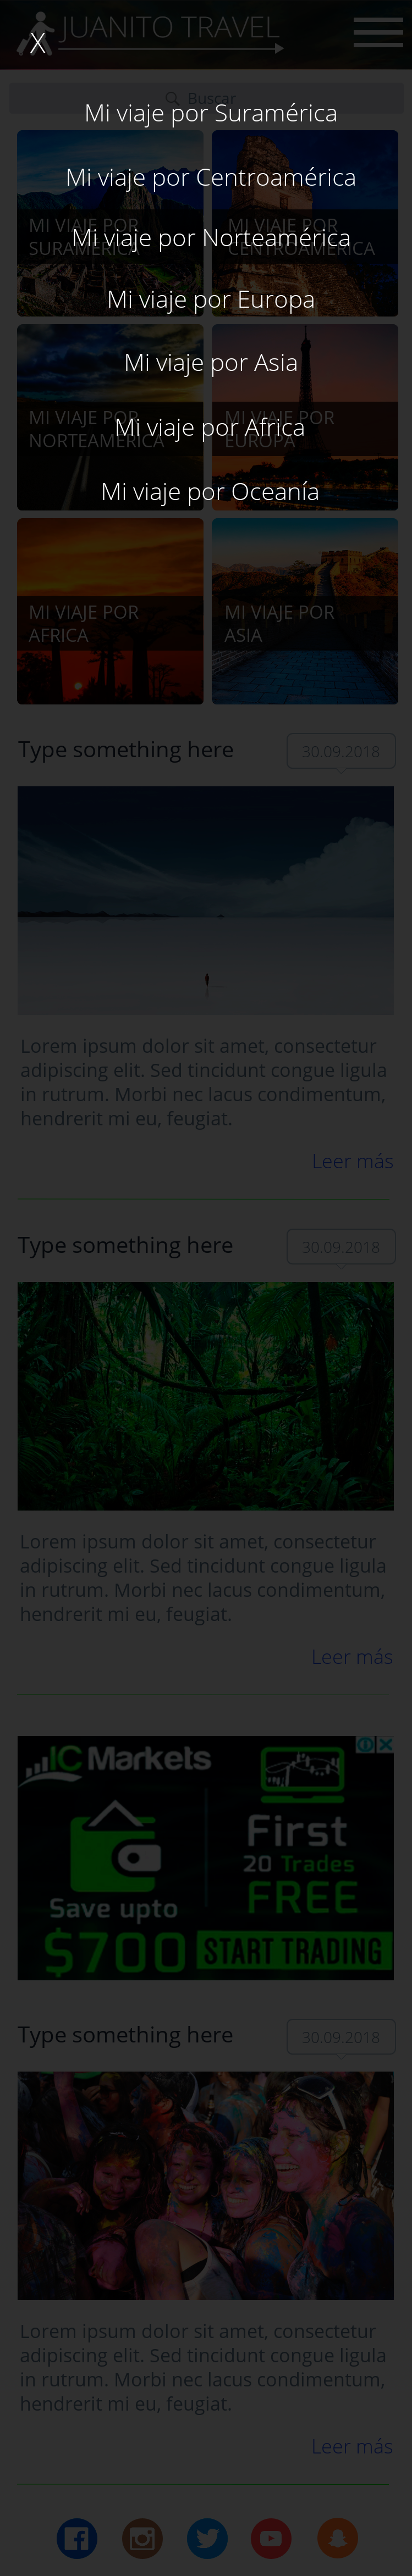 JUANITO TRAVEL
X
Buscar
Mi viaje por Suramérica
Mi viaje por Centroamérica
Mi viaje por Norteamérica
Mi viaje por Europa
Mi viaje por Asia
Mi viaje por Africa
Mi viaje por Oceanía
MI VIAJE POR
SURAMERICA
MI VIAJE POR
CENTROAMERICA
MI VIAJE POR
NORTEAMERICA
MI VIAJE POR
EUROPA
MI VIAJE POR
AFRICA
MI VIAJE POR
ASIA
Type something here
30.09.2018
Lorem ipsum dolor sit amet, consectetur
adipiscing elit. Sed tincidunt congue ligula
in rutrum. Morbi nec lacus condimentum,
hendrerit mi eu, feugiat.
Leer más
Type something here
30.09.2018
Lorem ipsum dolor sit amet, consectetur
adipiscing elit. Sed tincidunt congue ligula
in rutrum. Morbi nec lacus condimentum,
hendrerit mi eu, feugiat.
Leer más
IC Markets
Save upto
$700
First
20 Trades
FREE
START TRADING
Type something here
30.09.2018
Lorem ipsum dolor sit amet, consectetur
adipiscing elit. Sed tincidunt congue ligula
in rutrum. Morbi nec lacus condimentum,
hendrerit mi eu, feugiat.
Leer más